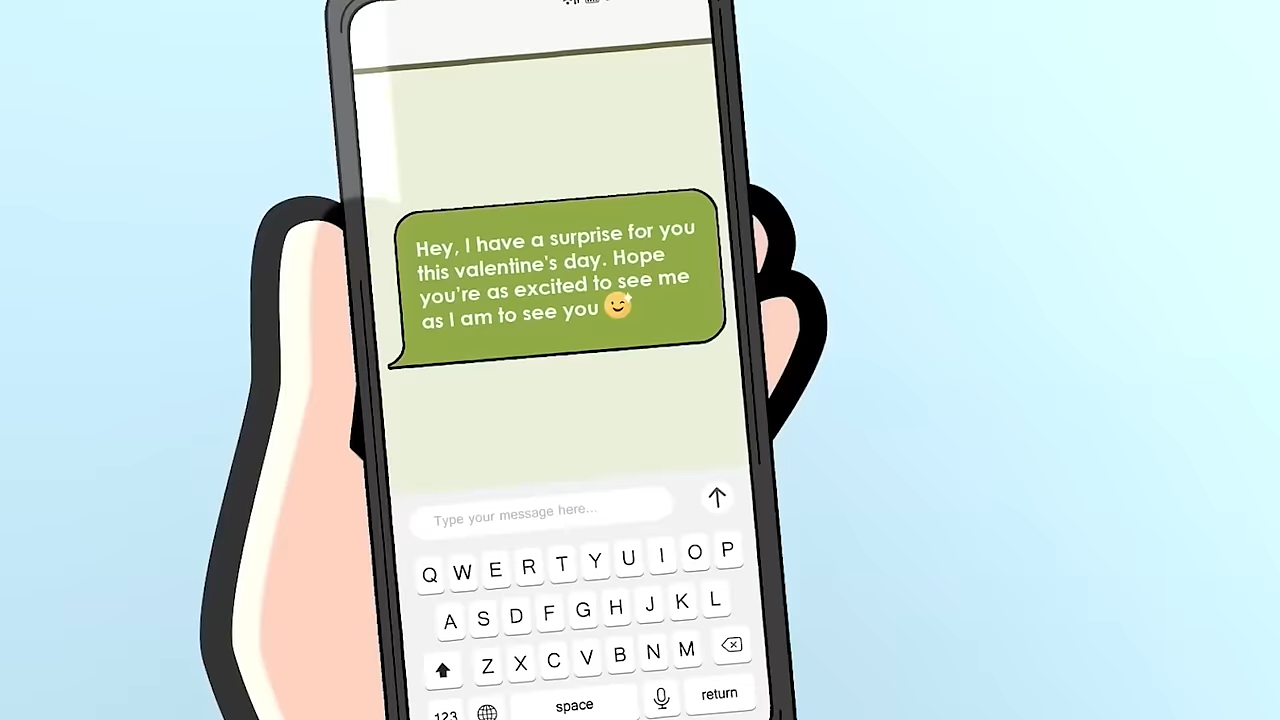 Hey, I have a surprise for you
this valentine's day. Hope
you're as excited to see me
as I am to see you 😉
Type your message here...
Q W E R T Y U I O P
A S D F G H J K L
Z X C V B N M
123 space return